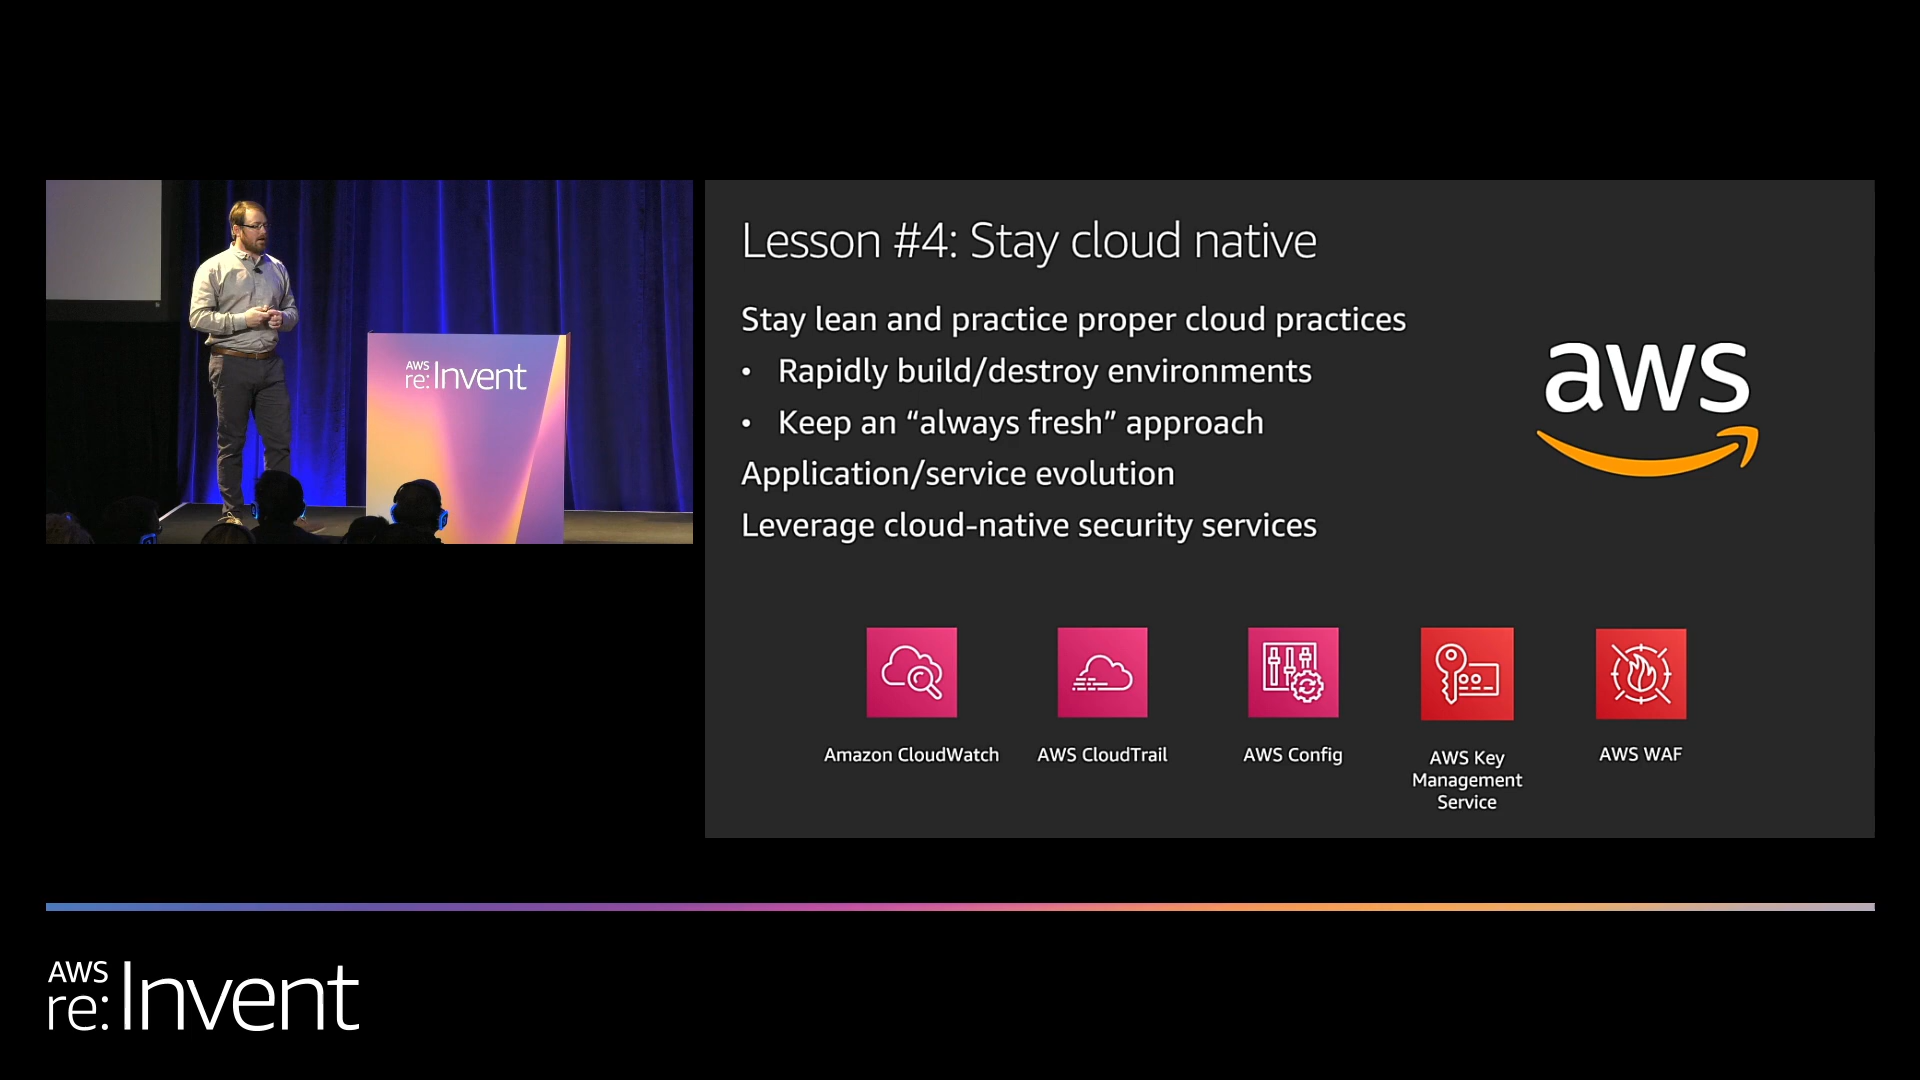 AWS
re:Invent
Lesson #4: Stay cloud native
Stay lean and practice proper cloud practices
• Rapidly build/destroy environments
• Keep an “always fresh” approach
Application/service evolution
Leverage cloud-native security services
aws
Amazon CloudWatch
AWS CloudTrail
AWS Config
AWS Key
Management
Service
AWS WAF
AWS
re:Invent